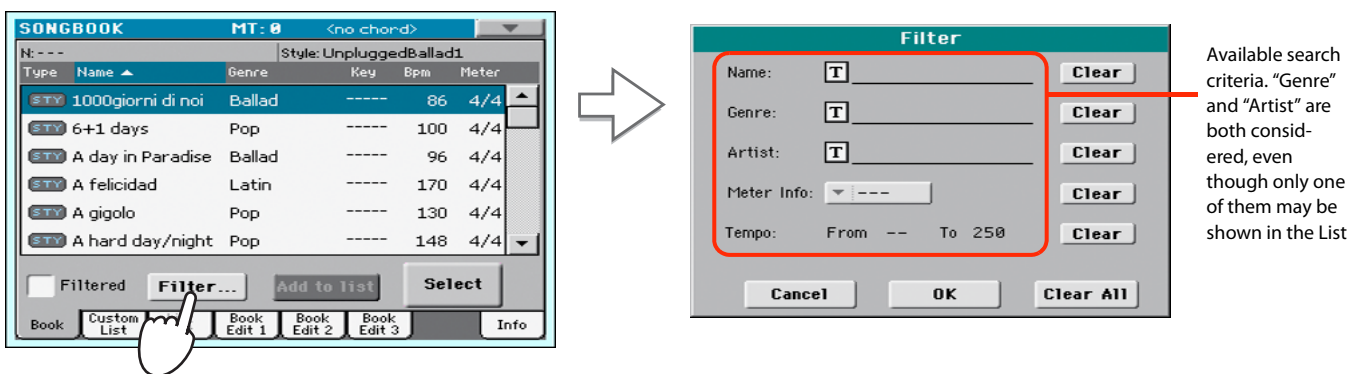 SONGBOOK MT: 0 <no chord>
N: --- Style: UnpluggedBallad1
Type Name Genre Key Bpm Meter
STY 1000giorni di noi Ballad ----- 86 4/4
STY 6+1 days Pop ----- 100 4/4
STY A day in Paradise Ballad ----- 96 4/4
STY A felicidad Latin ----- 170 4/4
STY A gigolo Pop ----- 130 4/4
STY A hard day/night Pop ----- 148 4/4
Filtered Filter... Add to list Select
Book Custom List Book Edit 1 Book Edit 2 Book Edit 3 Info
Filter
Name: T Clear
Genre: T Clear
Artist: T Clear
Meter Info: --- Clear
Tempo: From -- To 250 Clear
Cancel OK Clear All
Available search
criteria. “Genre”
and “Artist” are
both consid-
ered, even
though only one
of them may be
shown in the List